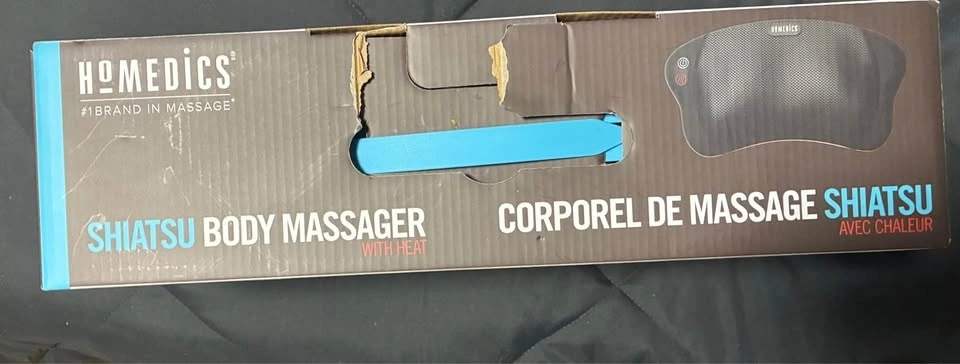 HOMEDICS®
#1 BRAND IN MASSAGE*
SHIATSU BODY MASSAGER
WITH HEAT
HOMEDICS
CORPOREL DE MASSAGE SHIATSU
AVEC CHALEUR